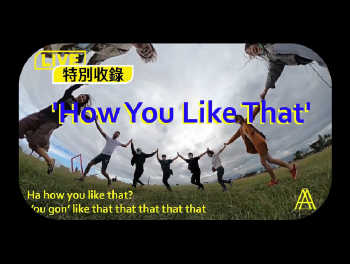 LIVE
特別收錄
'How You Like That'
Ha how you like that?
You gon' like that that that that that